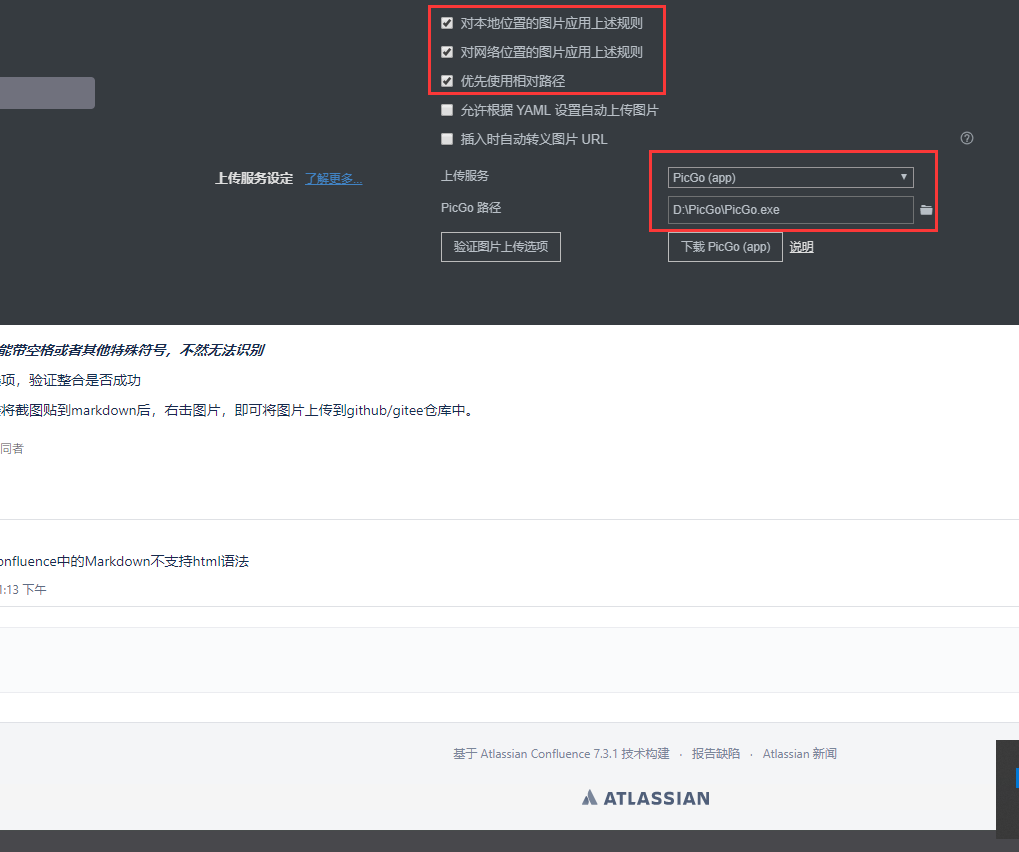 对本地位置的图片应用上述规则
对网络位置的图片应用上述规则
优先使用相对路径
允许根据 YAML 设置自动上传图片
插入时自动转义图片 URL
上传服务设定 了解更多...
上传服务
PicGo (app)
PicGo 路径
D:\PicGo\PicGo.exe
验证图片上传选项
下载 PicGo (app) 说明
能带空格或者其他特殊符号，不然无法识别
项，验证整合是否成功
将截图贴到markdown后，右击图片，即可将图片上传到github/gitee仓库中。
同者
onfluence中的Markdown不支持html语法
1:13 下午
基于 Atlassian Confluence 7.3.1 技术构建 · 报告缺陷 · Atlassian 新闻
ATLASSIAN